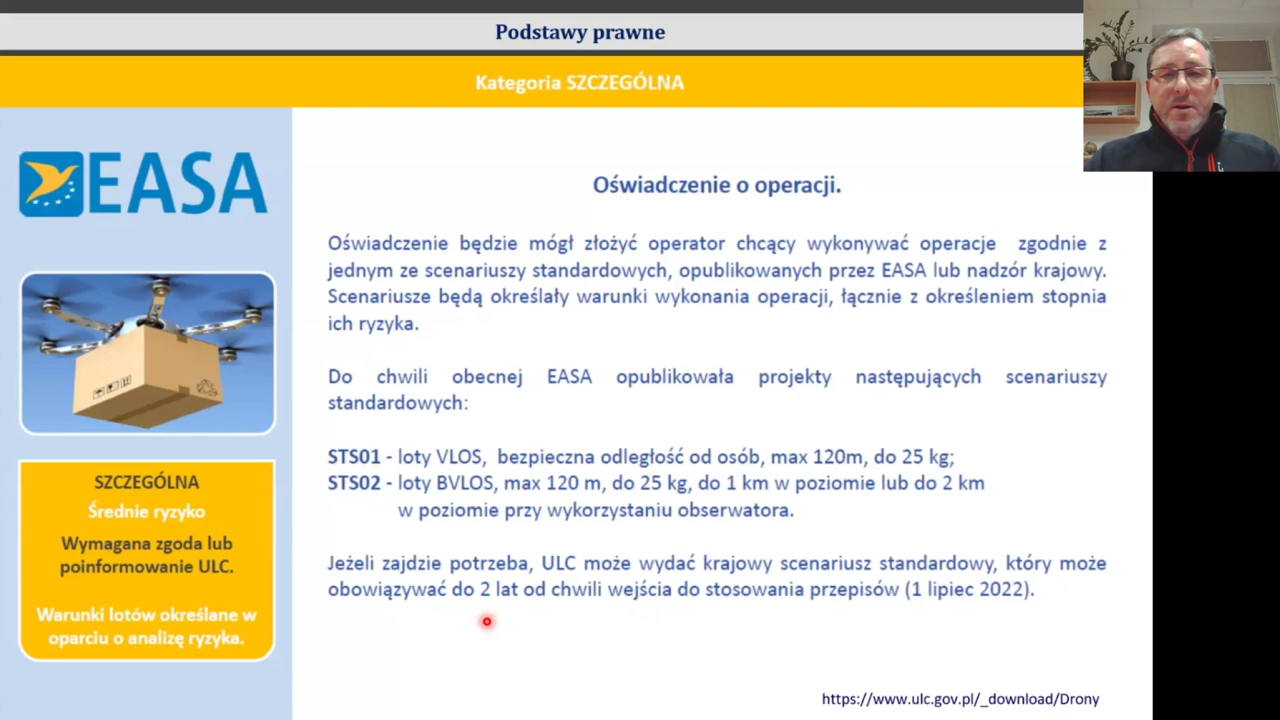 Podstawy prawne
Kategoria SZCZEGÓLNA
EASA
SZCZEGÓLNA
Średnie ryzyko
Wymagana zgoda lub
poinformowanie ULC.
Warunki lotów określane w
oparciu o analizę ryzyka.
Oświadczenie o operacji.
Oświadczenie będzie mógł złożyć operator chcący wykonywać operacje zgodnie z
jednym ze scenariuszy standardowych, opublikowanych przez EASA lub nadzór krajowy.
Scenariusze będą określały warunki wykonania operacji, łącznie z określeniem stopnia
ich ryzyka.
Do chwili obecnej EASA opublikowała projekty następujących scenariuszy
standardowych:
STS01 - loty VLOS, bezpieczna odległość od osób, max 120m, do 25 kg;
STS02 - loty BVLOS, max 120 m, do 25 kg, do 1 km w poziomie lub do 2 km
w poziomie przy wykorzystaniu obserwatora.
Jeżeli zajdzie potrzeba, ULC może wydać krajowy scenariusz standardowy, który może
obowiązywać do 2 lat od chwili wejścia do stosowania przepisów (1 lipiec 2022).
https://www.ulc.gov.pl/_download/Drony